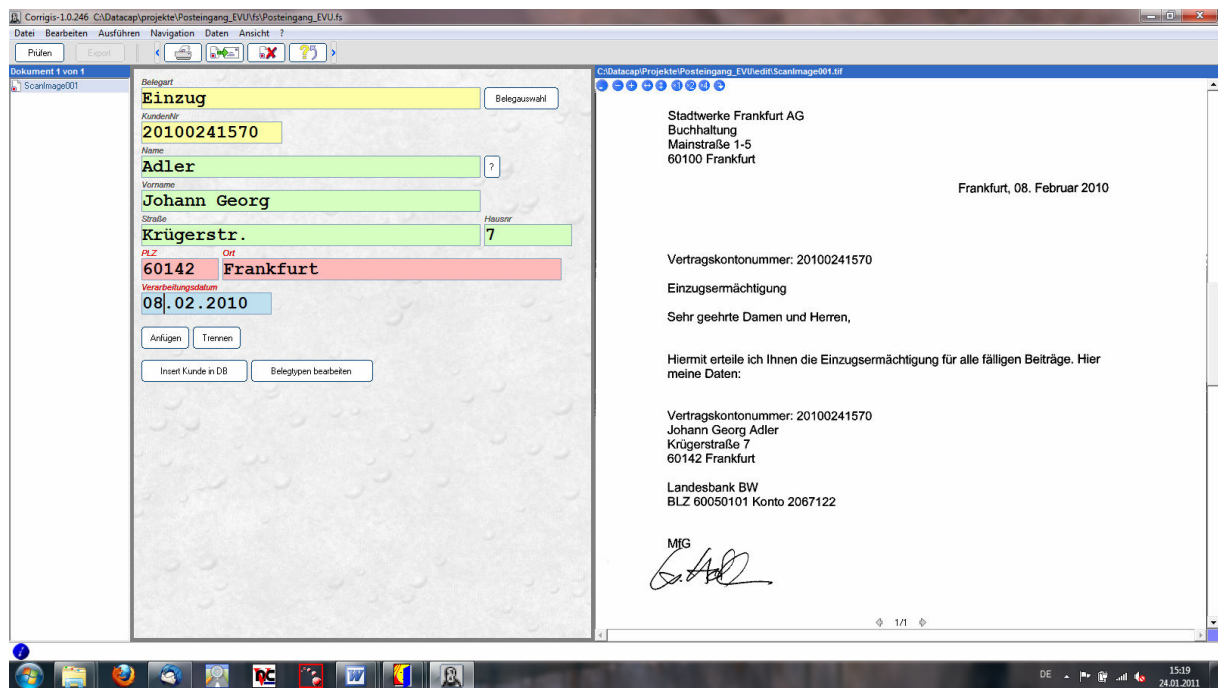 Corrigis-1.0.246 C:\Datacap\projekte\Posteingang_EVU\fs\Posteingang_EVU.fs
Datei Bearbeiten Ausführen Navigation Daten Ansicht ?
Prüfen Export
Dokument 1 von 1
ScanImage001
Belegart
Einzug
Belegauswahl
KundenNr
20100241570
Name
Adler
?
Vorname
Johann Georg
Straße Hausnr
Krügerstr. 7
PLZ Ort
60142 Frankfurt
Verarbeitungsdatum
08.02.2010
Anfügen Trennen
Insert Kunde in DB Belegtypen bearbeiten
C:\Datacap\Projekte\Posteingang_EVU\edit\ScanImage001.tif
Stadtwerke Frankfurt AG
Buchhaltung
Mainstraße 1-5
60100 Frankfurt
Frankfurt, 08. Februar 2010
Vertragskontonummer: 20100241570
Einzugsermächtigung
Sehr geehrte Damen und Herren,
Hiermit erteile ich Ihnen die Einzugsermächtigung für alle fälligen Beiträge. Hier
meine Daten:
Vertragskontonummer: 20100241570
Johann Georg Adler
Krügerstraße 7
60142 Frankfurt
Landesbank BW
BLZ 60050101 Konto 2067122
MfG
1/1
DE
15:19
24.01.2011